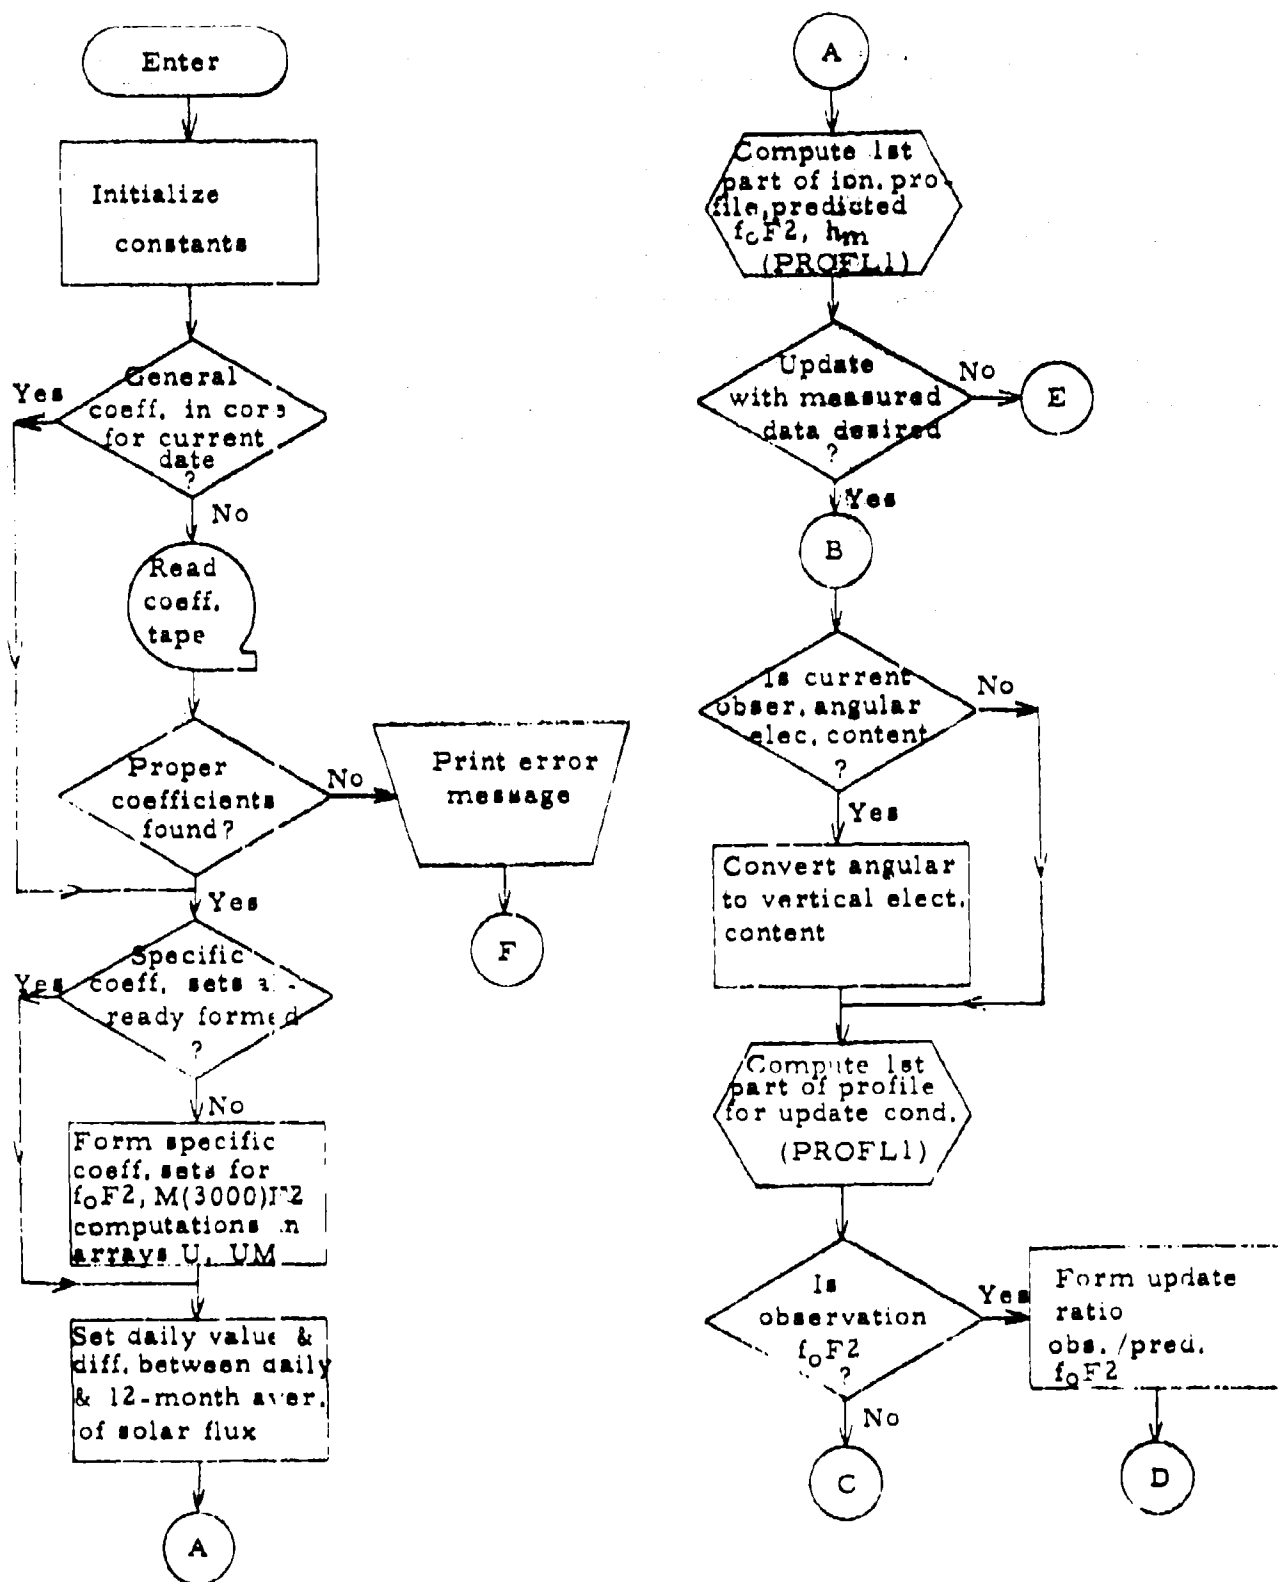 Enter
Initialize
constants
General
Yes
coeff. in core
for current
date
?
No
Read
coeff.
tape
Proper
coefficients
found?
No
Print error
message
F
Yes
Specific
Yes
coeff. sets al-
ready formed
?
No
Form specific
coeff. sets for
f₀F2, M(3000)F2
computations in
arrays U, UM
Set daily value &
diff. between daily
& 12-month aver.
of solar flux
A
A
Compute 1st
part of ion. pro-
file, predicted
f₀F2, hm
(PROFL1)
Update
with measured
data desired
?
No
E
Yes
B
Is current
obser. angular
elec. content
?
No
Yes
Convert angular
to vertical elect.
content
Compute 1st
part of profile
for update cond.
(PROFL1)
Is
observation
f₀F2
?
Yes
Form update
ratio
obs./pred.
f₀F2
No
C
D